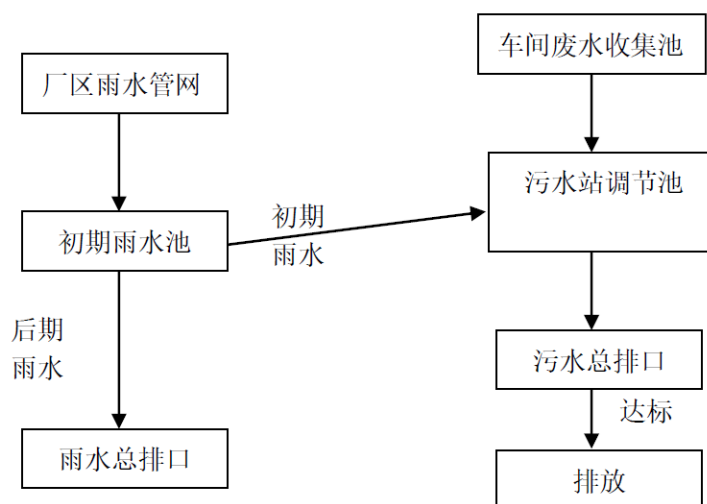 车间废水收集池
厂区雨水管网
污水站调节池
初期
雨水
初期雨水池
后期
雨水
污水总排口
达标
雨水总排口
排放